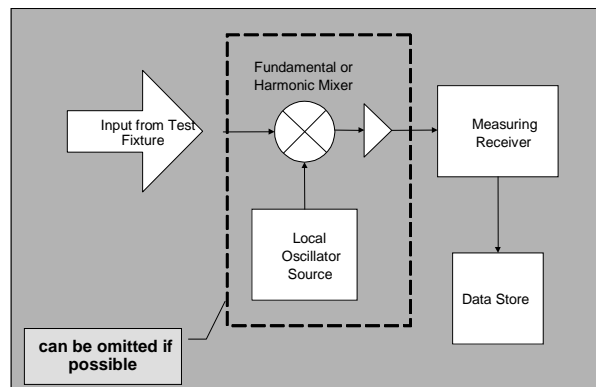 Fundamental or
Harmonic Mixer
Input from Test
Fixture
Measuring
Receiver
Local
Oscillator
Source
Data Store
can be omitted if
possible